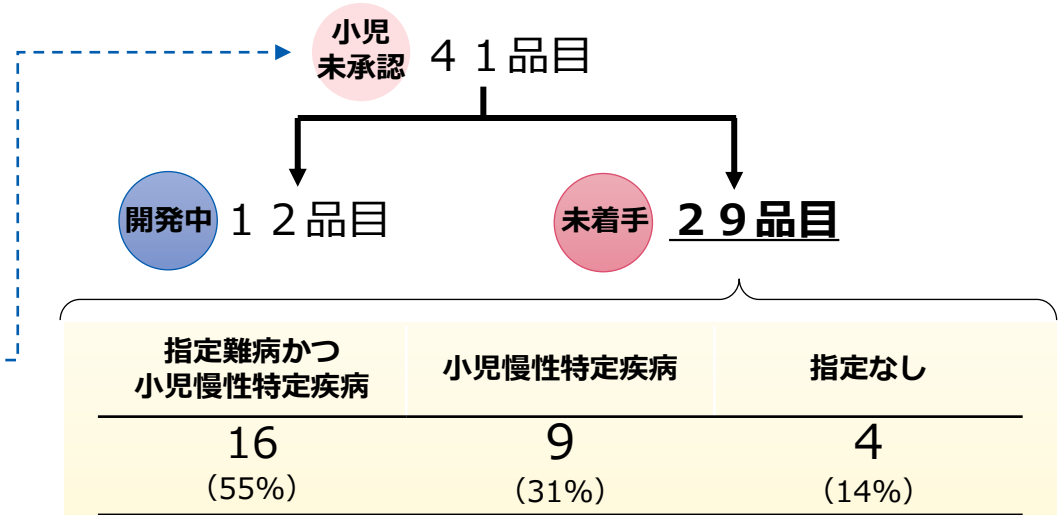 小児
未承認
４１品目
開発中
１２品目
未着手
２９品目
指定難病かつ
小児慢性特定疾病
小児慢性特定疾病
指定なし
16
9
4
（55%）
（31%）
（14%）